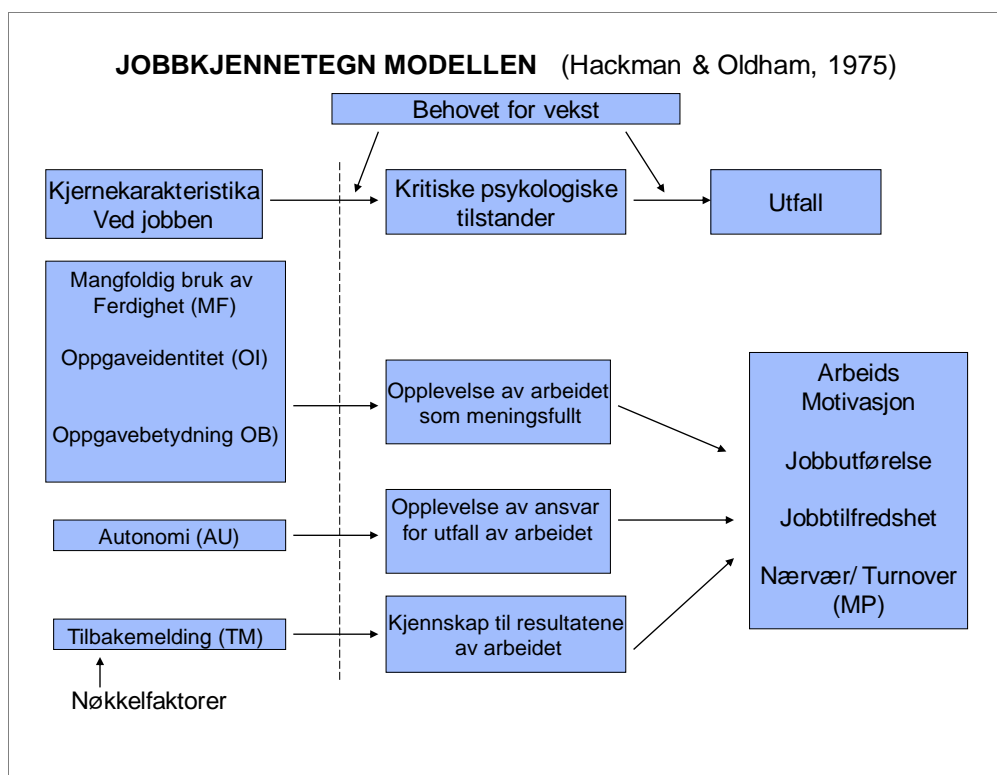 JOBBKJENNETEGN MODELLEN (Hackman & Oldham, 1975)
Behovet for vekst
Kjernekarakteristika
Ved jobben
Kritiske psykologiske
tilstander
Utfall
Mangfoldig bruk av
Ferdighet (MF)
Oppgaveidentitet (OI)
Oppgavebetydning OB)
Opplevelse av arbeidet
som meningsfullt
Arbeids
Motivasjon
Jobbutførelse
Jobbtilfredshet
Nærvær/ Turnover
(MP)
Autonomi (AU)
Opplevelse av ansvar
for utfall av arbeidet
Tilbakemelding (TM)
Kjennskap til resultatene
av arbeidet
Nøkkelfaktorer